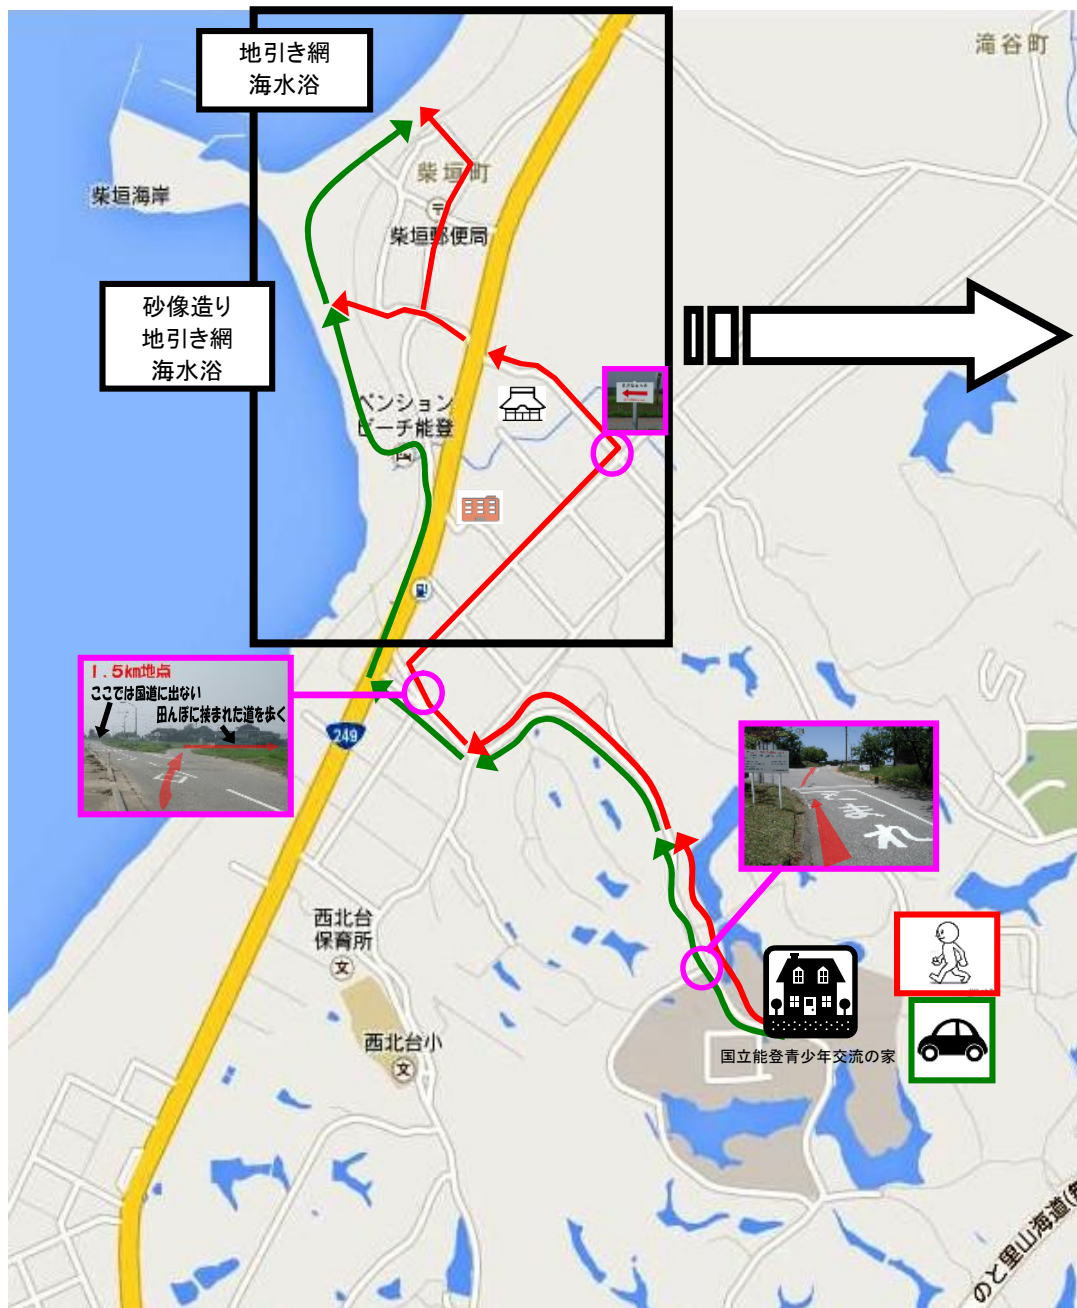 地引き網
海水浴
滝谷町
柴垣町
柴垣海岸
柴垣郵便局
砂像造り
地引き網
海水浴
ペンション
ビーチ能登
1.5km地点
ここでは国道に出ない
田んぼに挟まれた道を歩く
249
止まれ
西北台
保育所
文
西北台小
文
国立能登青少年交流の家
のと里山海道